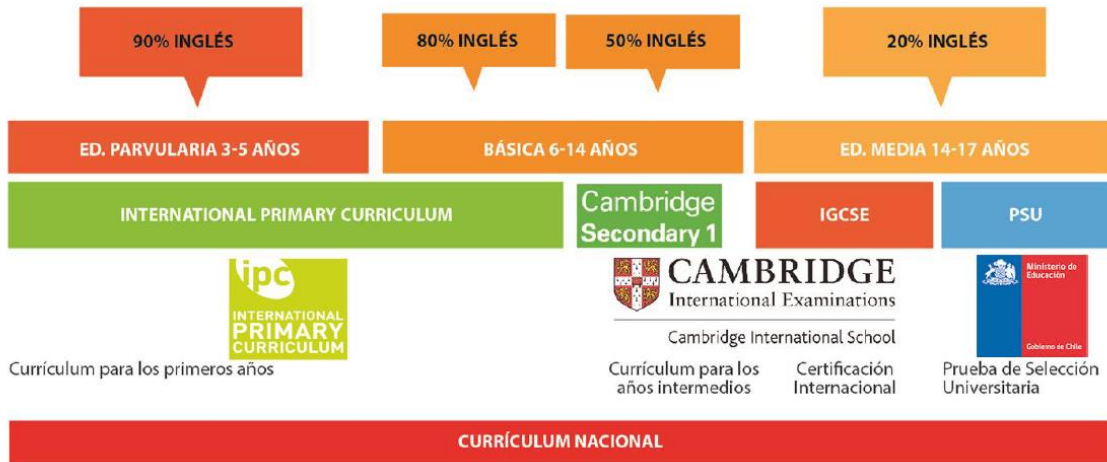 90% INGLÉS
80% INGLÉS
50% INGLÉS
20% INGLÉS
ED. PARVULARIA 3-5 AÑOS
BÁSICA 6-14 AÑOS
ED. MEDIA 14-17 AÑOS
INTERNATIONAL PRIMARY CURRICULUM
Cambridge
Secondary 1
IGCSE
PSU
ipc
INTERNATIONAL
PRIMARY
CURRICULUM
CAMBRIDGE
International Examinations
Cambridge International School
Ministerio de
Educación
Gobierno de Chile
Currículum para los primeros años
Currículum para los
años intermedios
Certificación
Internacional
Prueba de Selección
Universitaria
CURRÍCULUM NACIONAL